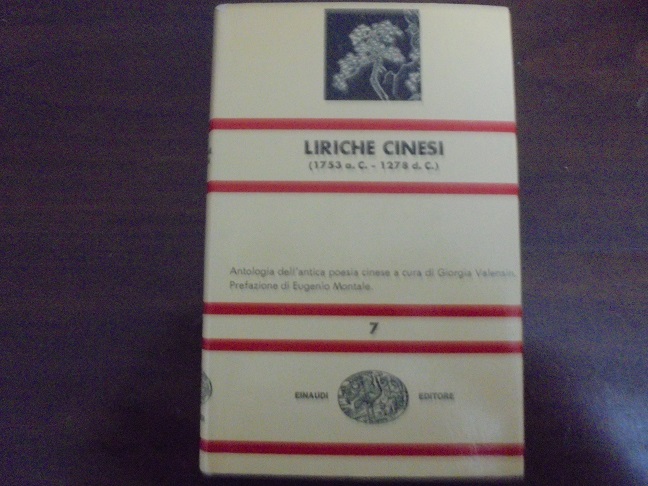 LIRICHE CINESI
(1753 a. C. - 1278 d. C.)
Antologia dell'antica poesia cinese a cura di Giorgia Valensin.
Prefazione di Eugenio Montale.
7
EINAUDI EDITORE